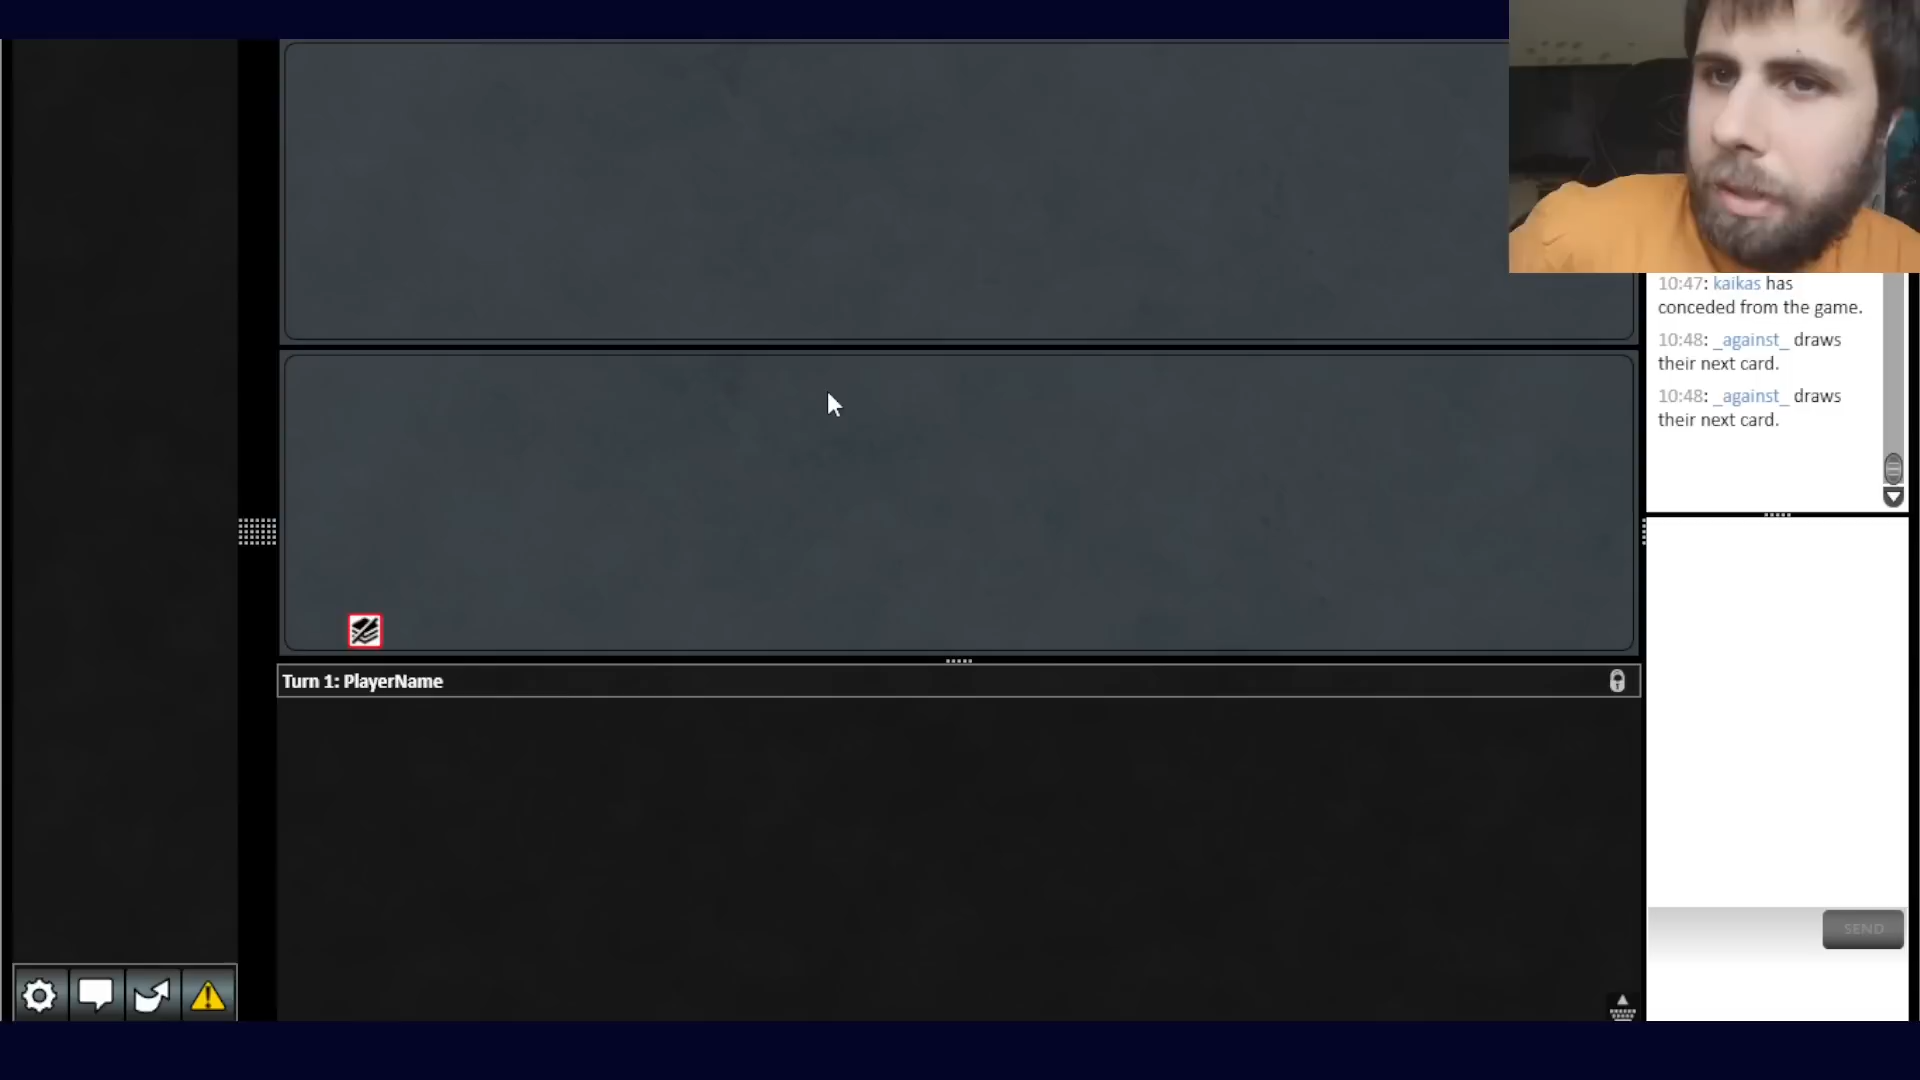 10:47: kaikas has
conceded from the game.
10:48: _against_ draws
their next card.
10:48: _against_ draws
their next card.
Turn 1: PlayerName
SEND